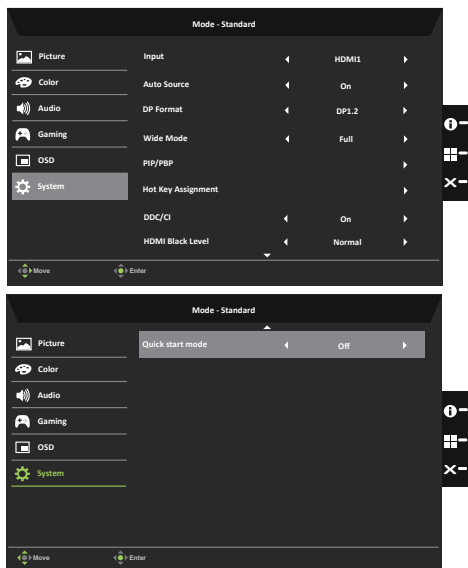 Mode - Standard
Picture
Input HDMI1
Color
Auto Source On
Audio
DP Format DP1.2
Gaming
Wide Mode Full
OSD
PIP/PBP
System
Hot Key Assignment
DDC/CI On
HDMI Black Level Normal
Move Enter
Mode - Standard
Picture
Quick start mode Off
Color
Audio
Gaming
OSD
System
Move Enter